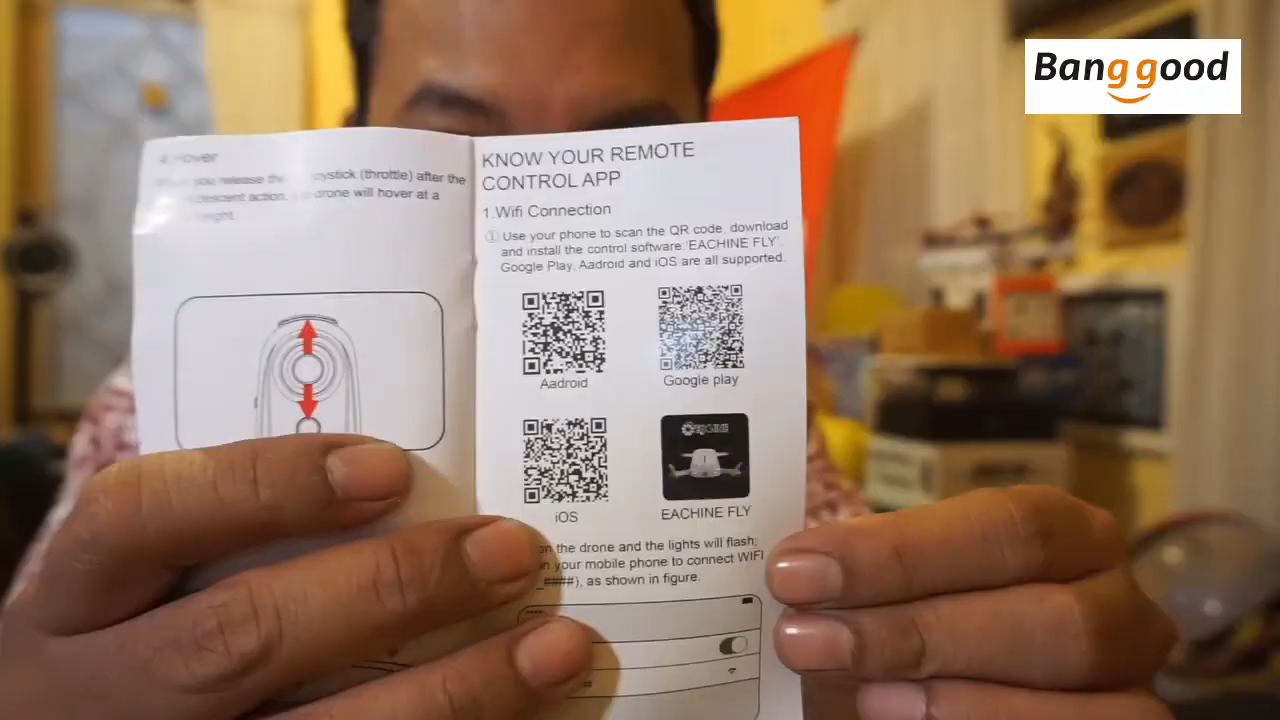 Banggood
4.Hover
you release the joystick (throttle) after the
descent action, drone will hover at a
height.
KNOW YOUR REMOTE
CONTROL APP
1.Wifi Connection
① Use your phone to scan the QR code, download
and install the control software 'EACHINE FLY'.
Google Play, Aadroid and iOS are all supported.
Aadroid
Google play
iOS
EACHINE FLY
on the drone and the lights will flash;
your mobile phone to connect WIFI
_####), as shown in figure.